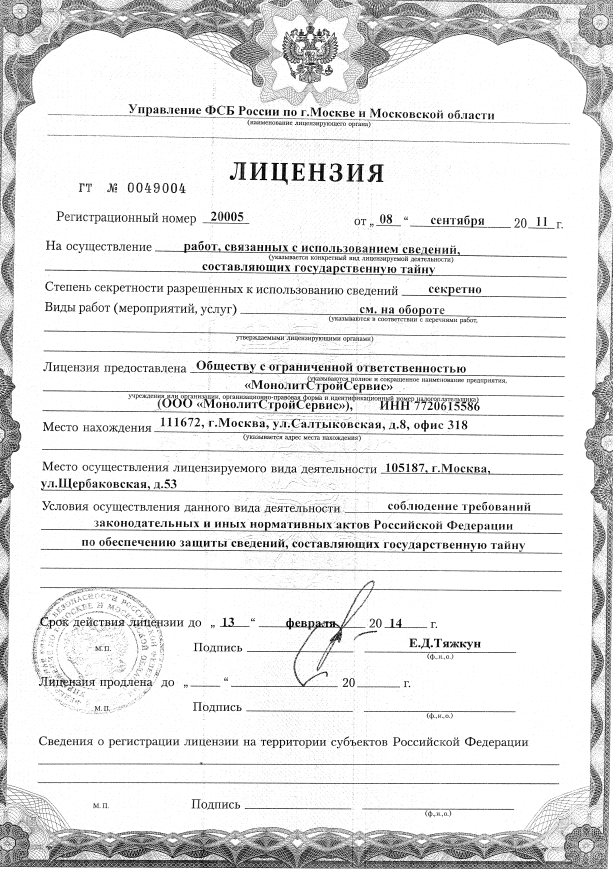 Управление ФСБ России по г.Москве и Московской области
(наименование лицензирующего органа)
ЛИЦЕНЗИЯ
ГТ № 0049004
Регистрационный номер 20005 от „ 08 “ сентября 20 11 г.
На осуществление работ, связанных с использованием сведений,
(указывается конкретный вид лицензируемой деятельности)
составляющих государственную тайну
Степень секретности разрешенных к использованию сведений секретно
Виды работ (мероприятий, услуг) см. на обороте
(указываются в соответствии с перечнями работ,
утверждаемыми лицензирующими органами)
Лицензия предоставлена Обществу с ограниченной ответственностью
(указываются полное и сокращенное наименование предприятия,
«МонолитСтройСервис»
учреждения или организации, организационно-правовая форма и идентификационный номер налогоплательщика)
(ООО «МонолитСтройСервис»), ИНН 7720615586
Место нахождения 111672, г.Москва, ул.Салтыковская, д.8, офис 318
(указывается адрес места нахождения)
Место осуществления лицензируемого вида деятельности 105187, г.Москва,
ул.Щербаковская, д.53
Условия осуществления данного вида деятельности соблюдение требований
законодательных и иных нормативных актов Российской Федерации
по обеспечению защиты сведений, составляющих государственную тайну
Срок действия лицензии до „ 13 “ февраля 20 14 г.
М.П. Подпись Е.Д.Тяжкун
(ф.,и.,о.)
Лицензия продлена до „ “ 20 г.
М.П. Подпись
(ф.,и.,о.)
Сведения о регистрации лицензии на территории субъектов Российской Федерации
М.П. Подпись
(ф.,и.,о.)